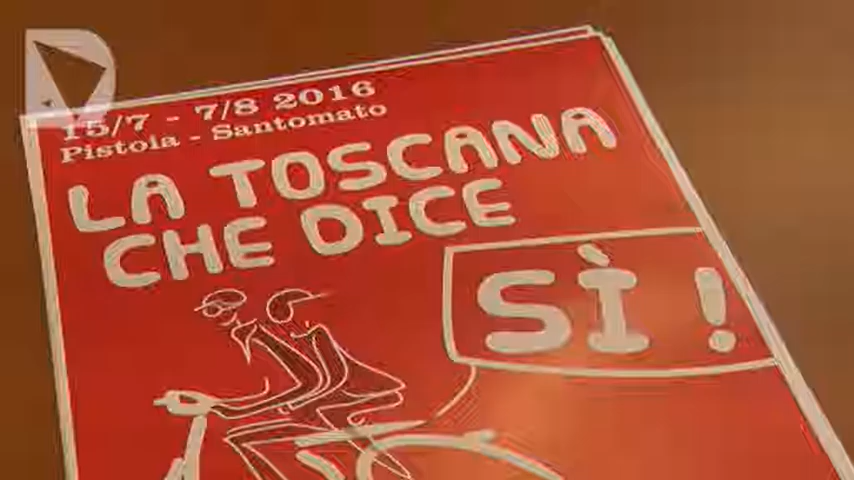 15/7 - 7/8 2016
Pistoia - Santomato
LA TOSCANA
CHE DICE
SÌ !